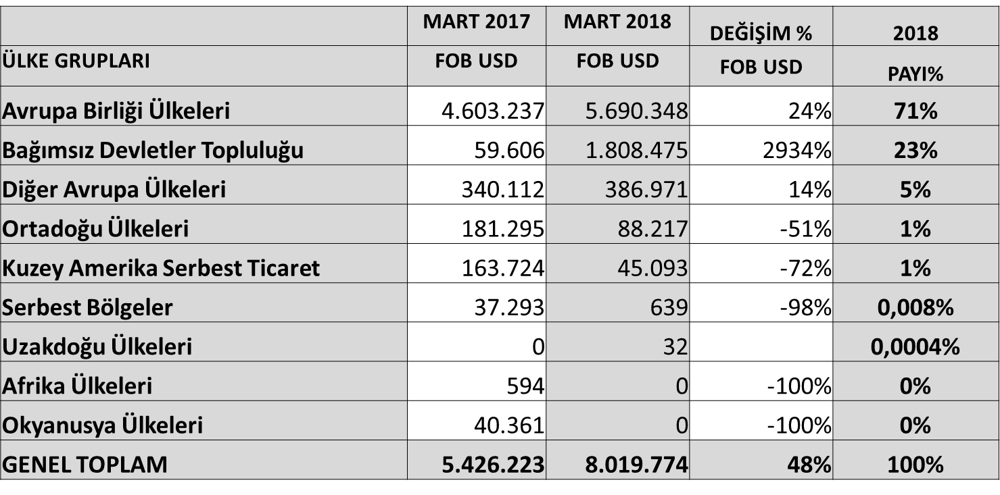 MART 2017 MART 2018 DEĞİŞİM % 2018
ÜLKE GRUPLARI FOB USD FOB USD FOB USD PAYI%
Avrupa Birliği Ülkeleri 4.603.237 5.690.348 24% 71%
Bağımsız Devletler Topluluğu 59.606 1.808.475 2934% 23%
Diğer Avrupa Ülkeleri 340.112 386.971 14% 5%
Ortadoğu Ülkeleri 181.295 88.217 -51% 1%
Kuzey Amerika Serbest Ticaret 163.724 45.093 -72% 1%
Serbest Bölgeler 37.293 639 -98% 0,008%
Uzakdoğu Ülkeleri 0 32 0,0004%
Afrika Ülkeleri 594 0 -100% 0%
Okyanusya Ülkeleri 40.361 0 -100% 0%
GENEL TOPLAM 5.426.223 8.019.774 48% 100%